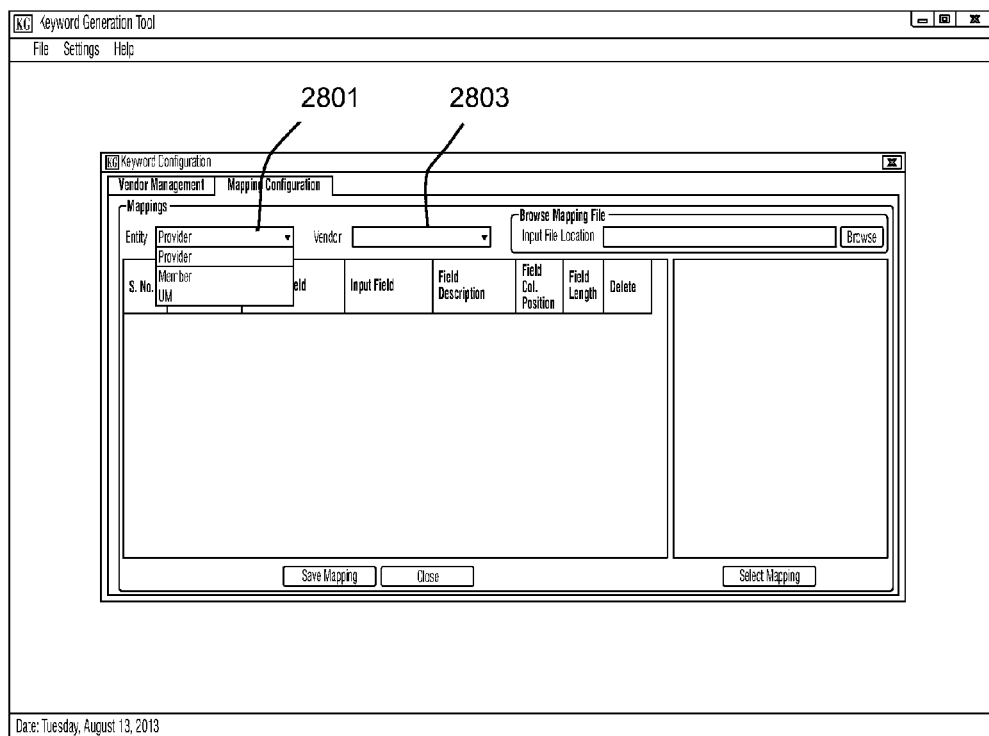 KG Keyword Generation Tool
File Settings Help
2801 2803
KG Keyword Configuration
Vendor Management Mapping Configuration
Mappings
Browse Mapping File
Entity Provider Vendor Input File Location Browse
Provider
Member
UM
S. No. eld Input Field Field Description Field Col. Position Field Length Delete
Save Mapping Close Select Mapping
Date: Tuesday, August 13, 2013